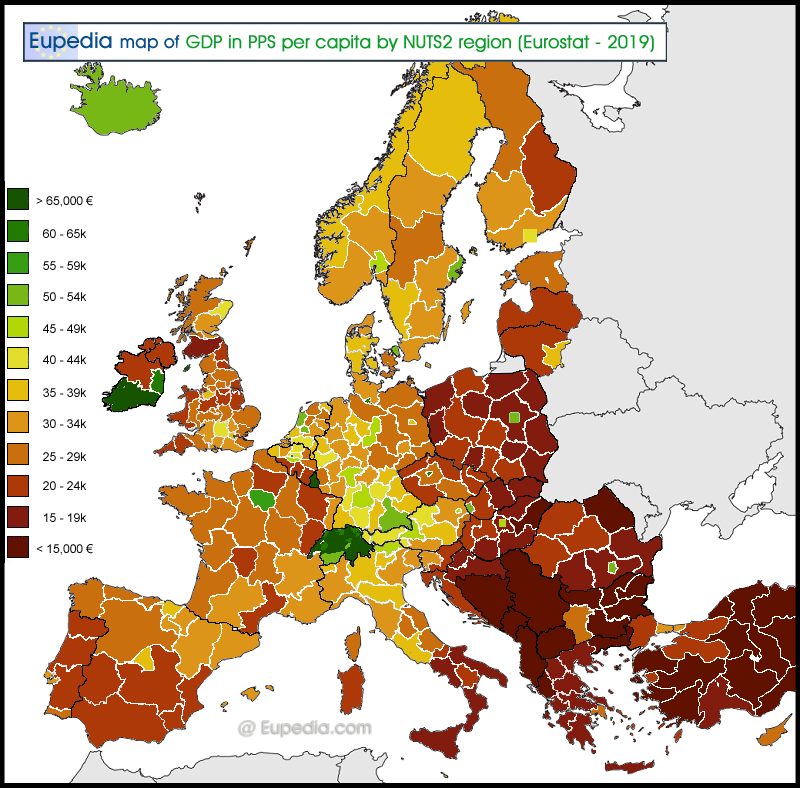 Eupedia map of GDP in PPS per capita by NUTS2 region (Eurostat - 2019)
> 65,000 €
60 - 65k
55 - 59k
50 - 54k
45 - 49k
40 - 44k
35 - 39k
30 - 34k
25 - 29k
20 - 24k
15 - 19k
< 15,000 €
@ Eupedia.com